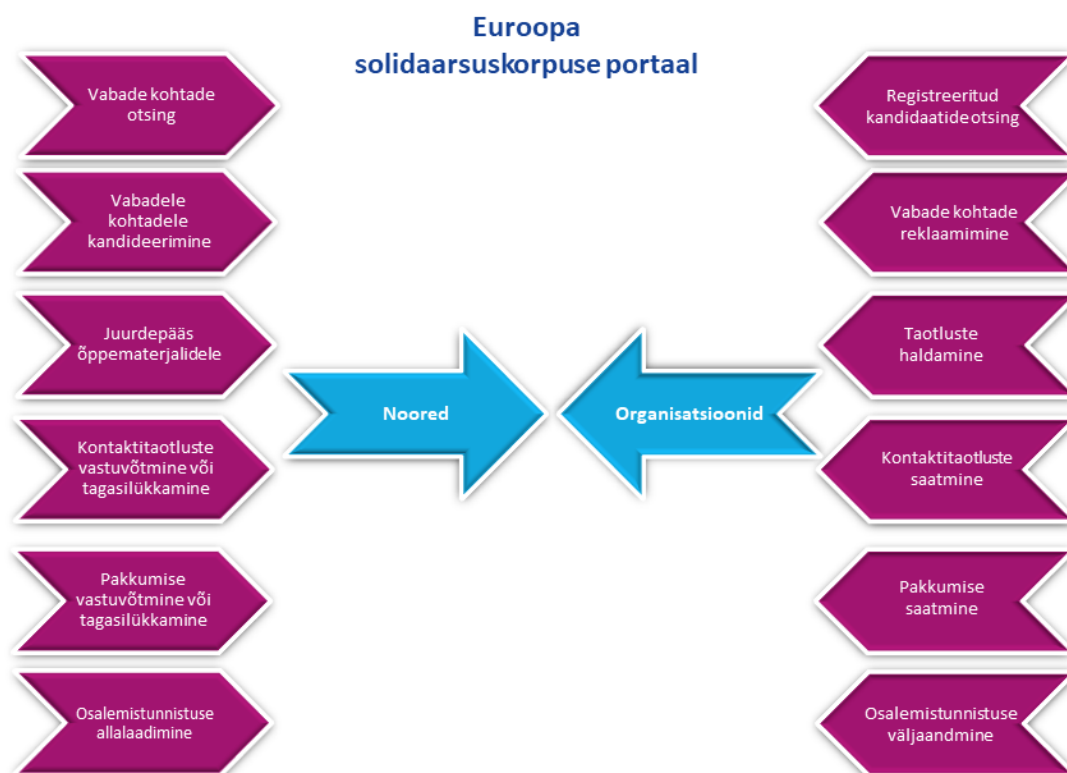 Euroopa
solidaarsuskorpuse portaal
Vabade kohtade
otsing
Vabadele
kohtadele
kandideerimine
Juurdepääs
õppematerjalidele
Kontaktitaotluste
vastuvõtmine või
tagasilükkamine
Pakkumise
vastuvõtmine või
tagasilükkamine
Osalemistunnistuse
allalaadimine
Noored
Organisatsioonid
Registreeritud
kandidaatide otsing
Vabade kohtade
reklaamimine
Taotluste
haldamine
Kontaktitaotluste
saatmine
Pakkumise
saatmine
Osalemistunnistuse
väljaandmine